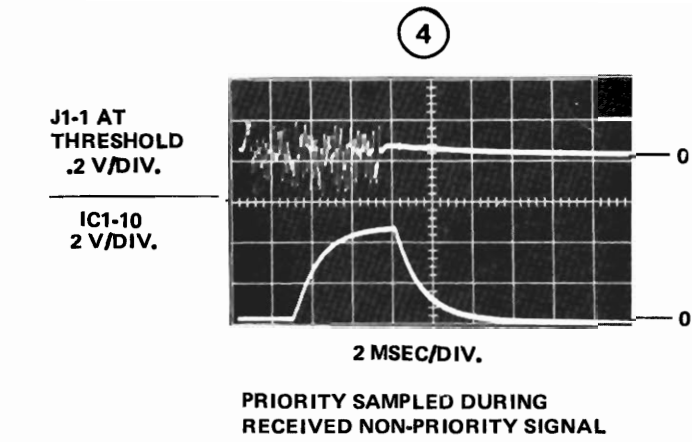 4
J1-1 AT
THRESHOLD
.2 V/DIV.
0
IC1-10
2 V/DIV.
0
2 MSEC/DIV.
PRIORITY SAMPLED DURING
RECEIVED NON-PRIORITY SIGNAL